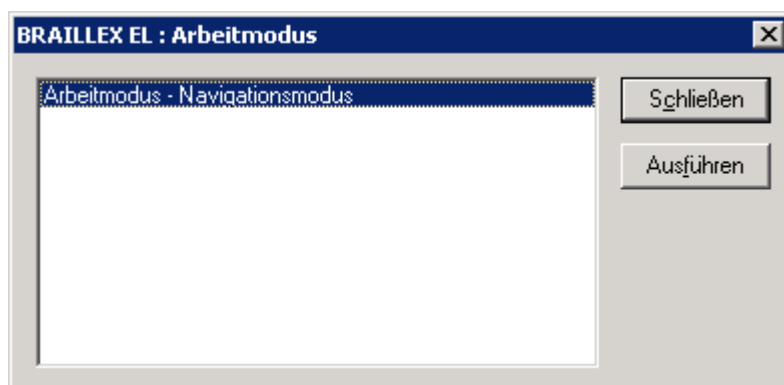 BRAILLEX EL : Arbeitmodus
Arbeitmodus - Navigationsmodus
Schließen
Ausführen